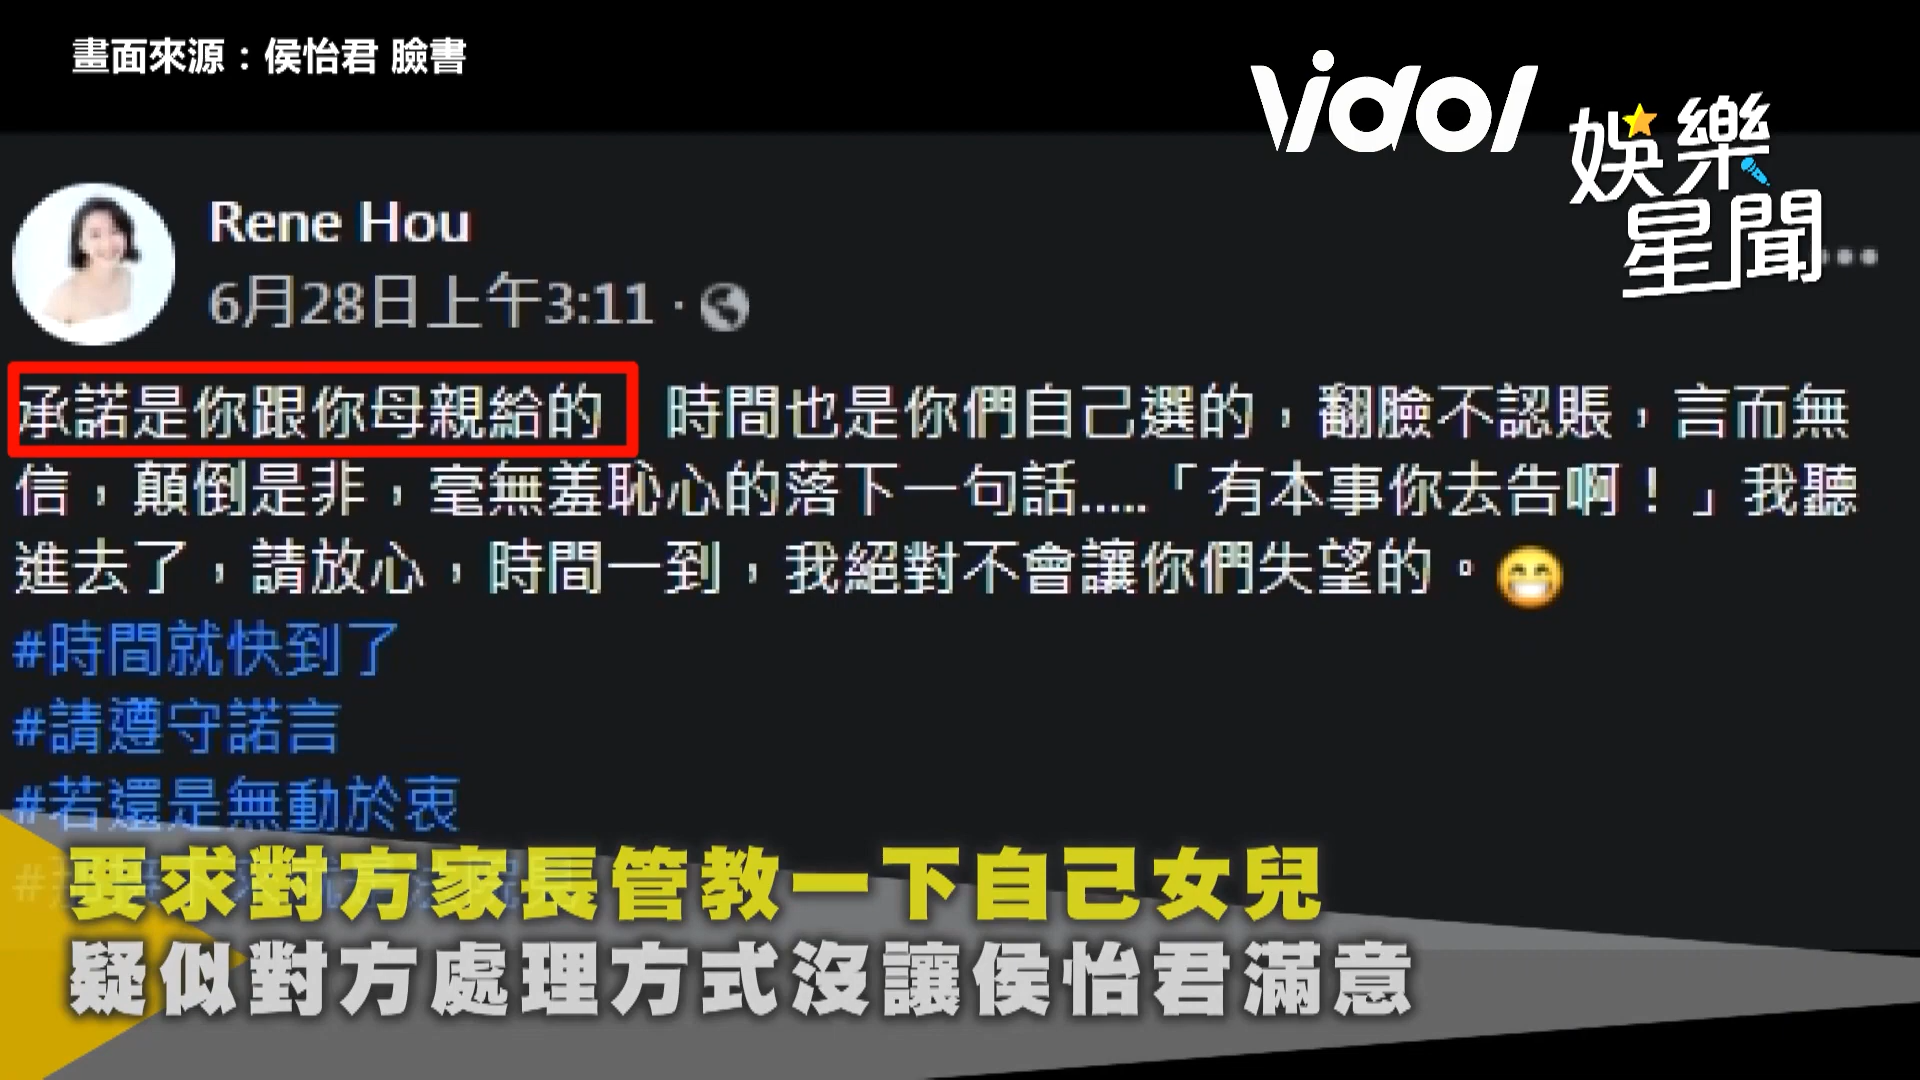 畫面來源：侯怡君 臉書
Vidol
娛樂
星聞
Rene Hou
6月28日上午3:11 ·
承諾是你跟你母親給的 時間也是你們自己選的，翻臉不認賬，言而無
信，顛倒是非，毫無羞恥心的落下一句話.....「有本事你去告啊！」我聽
進去了，請放心，時間一到，我絕對不會讓你們失望的。😁
#時間就快到了
#請遵守諾言
#若還是無動於衷
要求對方家長管教一下自己女兒
疑似對方處理方式沒讓侯怡君滿意